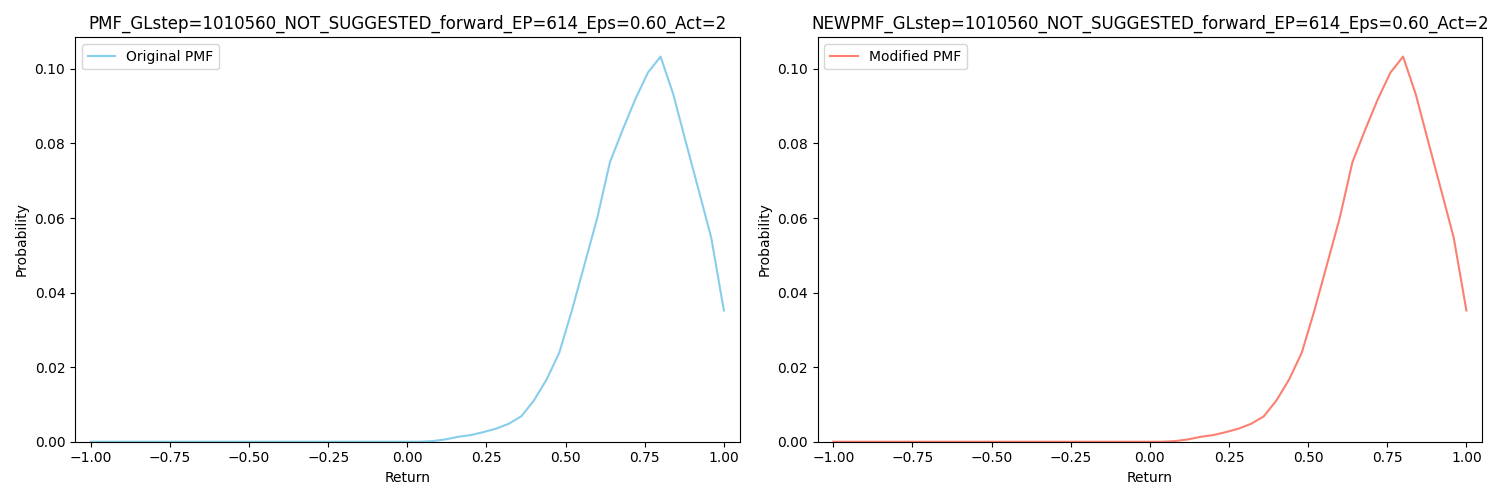 PMF_GLstep=1010560_NOT_SUGGESTED_forward_EP=614_Eps=0.60_Act=2
Original PMF
Probability
0.10
0.08
0.06
0.04
0.02
0.00
−1.00 −0.75 −0.50 −0.25 0.00 0.25 0.50 0.75 1.00
Return
NEWPMF_GLstep=1010560_NOT_SUGGESTED_forward_EP=614_Eps=0.60_Act=2
Modified PMF
Probability
0.10
0.08
0.06
0.04
0.02
0.00
−1.00 −0.75 −0.50 −0.25 0.00 0.25 0.50 0.75 1.00
Return